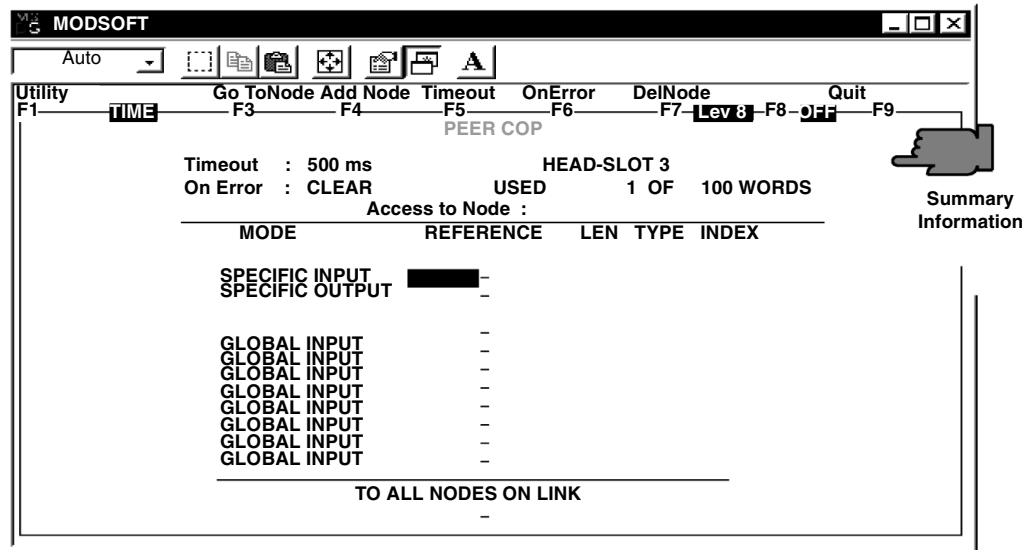 MS MODSOFT
Auto
A
Utility Go ToNode Add Node Timeout OnError DelNode Quit
F1 TIME F3 F4 F5 F6 F7 Lev 8 F8 OFF F9
PEER COP
Timeout : 500 ms HEAD-SLOT 3
On Error : CLEAR USED 1 OF 100 WORDS
Access to Node :
Summary
Information
MODE REFERENCE LEN TYPE INDEX
SPECIFIC INPUT _
SPECIFIC OUTPUT _
_
GLOBAL INPUT _
GLOBAL INPUT _
GLOBAL INPUT _
GLOBAL INPUT _
GLOBAL INPUT _
GLOBAL INPUT _
GLOBAL INPUT _
GLOBAL INPUT _
TO ALL NODES ON LINK
_